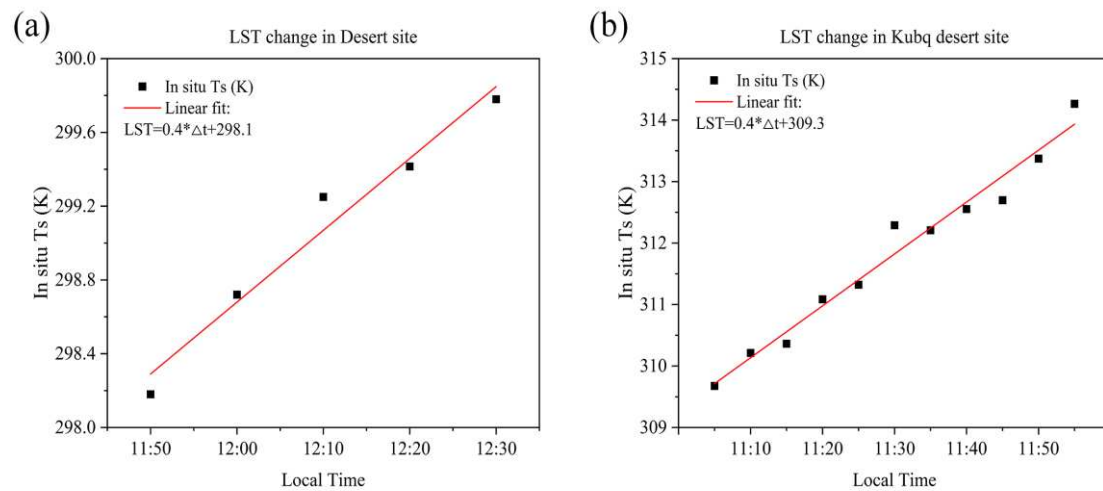 (a)
LST change in Desert site
300.0
299.6
299.2
298.8
298.4
298.0
In situ Ts (K)
In situ Ts (K)
Linear fit:
LST=0.4*△t+298.1
11:50
12:00
12:10
12:20
12:30
Local Time
(b)
LST change in Kubq desert site
315
314
313
312
311
310
309
In situ Ts (K)
In situ Ts (K)
Linear fit:
LST=0.4*△t+309.3
11:10
11:20
11:30
11:40
11:50
Local Time